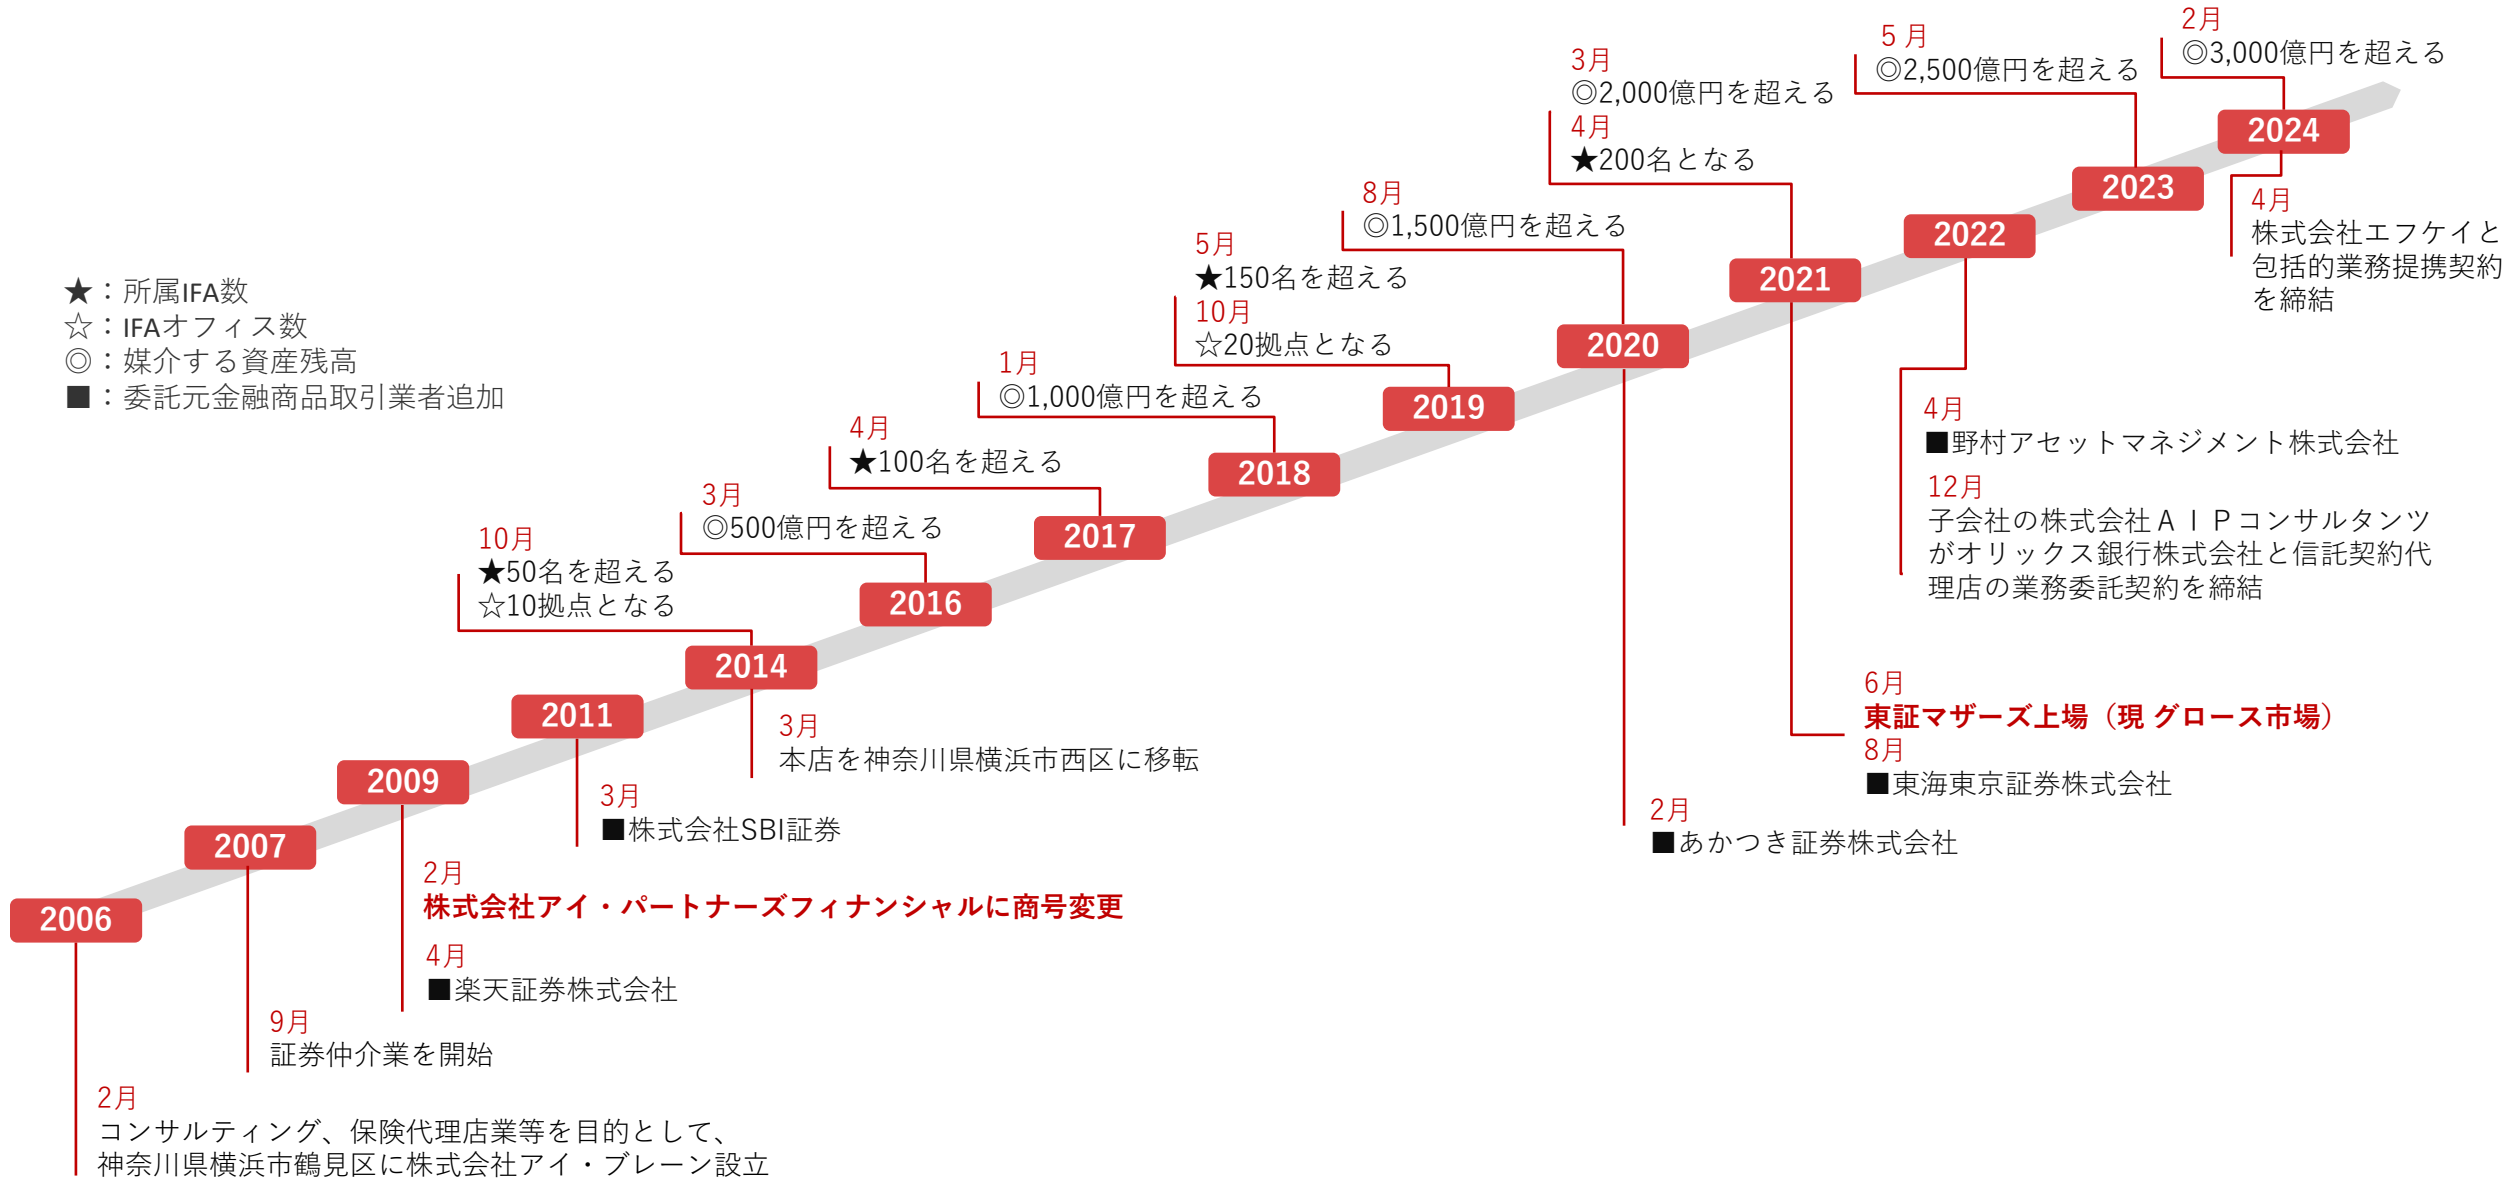 ★：所属IFA数
☆：IFAオフィス数
◎：媒介する資産残高
■：委託元金融商品取引業者追加
2006
2月
コンサルティング、保険代理店業等を目的として、
神奈川県横浜市鶴見区に株式会社アイ・ブレーン設立
2007
9月
証券仲介業を開始
2009
2月
株式会社アイ・パートナーズフィナンシャルに商号変更
4月
■楽天証券株式会社
2011
3月
■株式会社SBI証券
10月
★50名を超える
☆10拠点となる
2014
3月
本店を神奈川県横浜市西区に移転
3月
◎500億円を超える
2016
4月
★100名を超える
2017
1月
◎1,000億円を超える
2018
5月
★150名を超える
10月
☆20拠点となる
2019
8月
◎1,500億円を超える
2020
2月
■あかつき証券株式会社
3月
◎2,000億円を超える
4月
★200名となる
2021
6月
東証マザーズ上場（現 グロース市場）
8月
■東海東京証券株式会社
2022
4月
■野村アセットマネジメント株式会社
12月
子会社の株式会社ＡＩＰコンサルタンツ
がオリックス銀行株式会社と信託契約代
理店の業務委託契約を締結
5 月
◎2,500億円を超える
2023
2月
◎3,000億円を超える
2024
4月
株式会社エフケイと
包括的業務提携契約
を締結